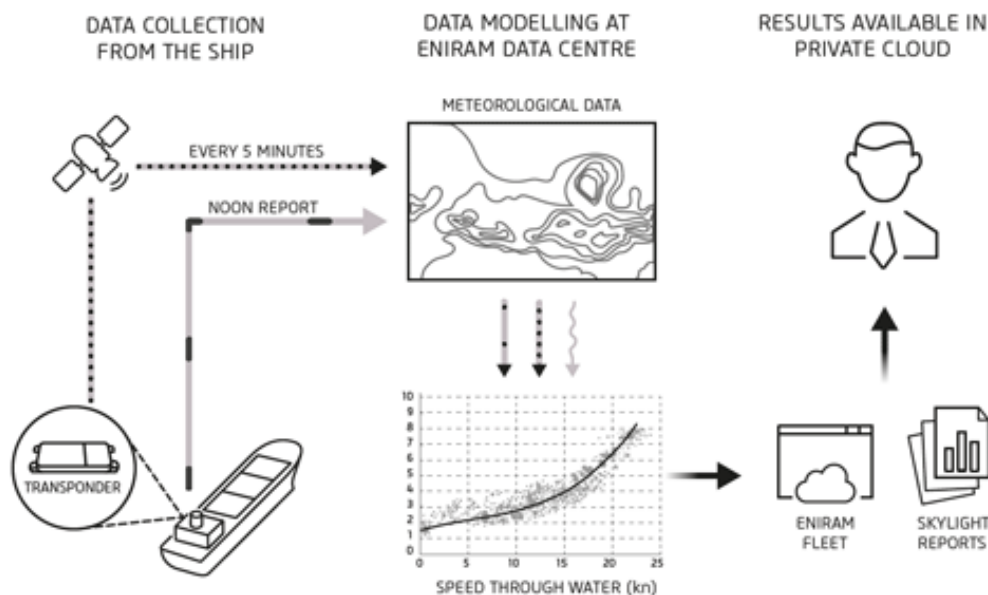 DATA COLLECTION
FROM THE SHIP
DATA MODELLING AT
ENIRAM DATA CENTRE
RESULTS AVAILABLE IN
PRIVATE CLOUD
METEOROLOGICAL DATA
EVERY 5 MINUTES
NOON REPORT
TRANSPONDER
10
9
8
7
6
5
4
3
2
1
0
0 5 10 15 20 25
SPEED THROUGH WATER (kn)
ENIRAM
FLEET
SKYLIGHT
REPORTS